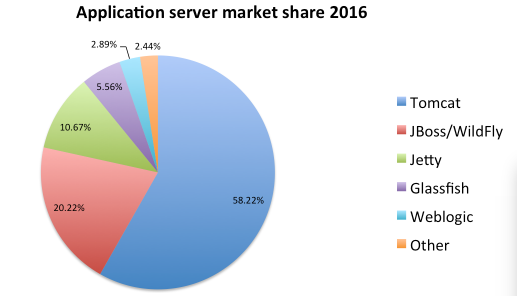 Application server market share 2016
2.89%
2.44%
5.56%
10.67%
20.22%
58.22%
Tomcat
JBoss/WildFly
Jetty
Glassfish
Weblogic
Other